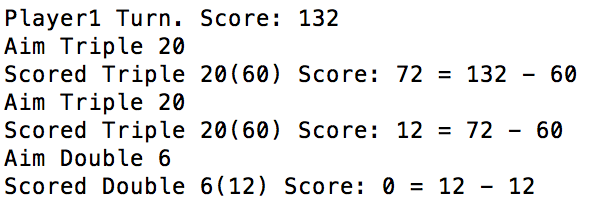 Player1 Turn. Score: 132
Aim Triple 20
Scored Triple 20(60) Score: 72 = 132 - 60
Aim Triple 20
Scored Triple 20(60) Score: 12 = 72 - 60
Aim Double 6
Scored Double 6(12) Score: 0 = 12 - 12